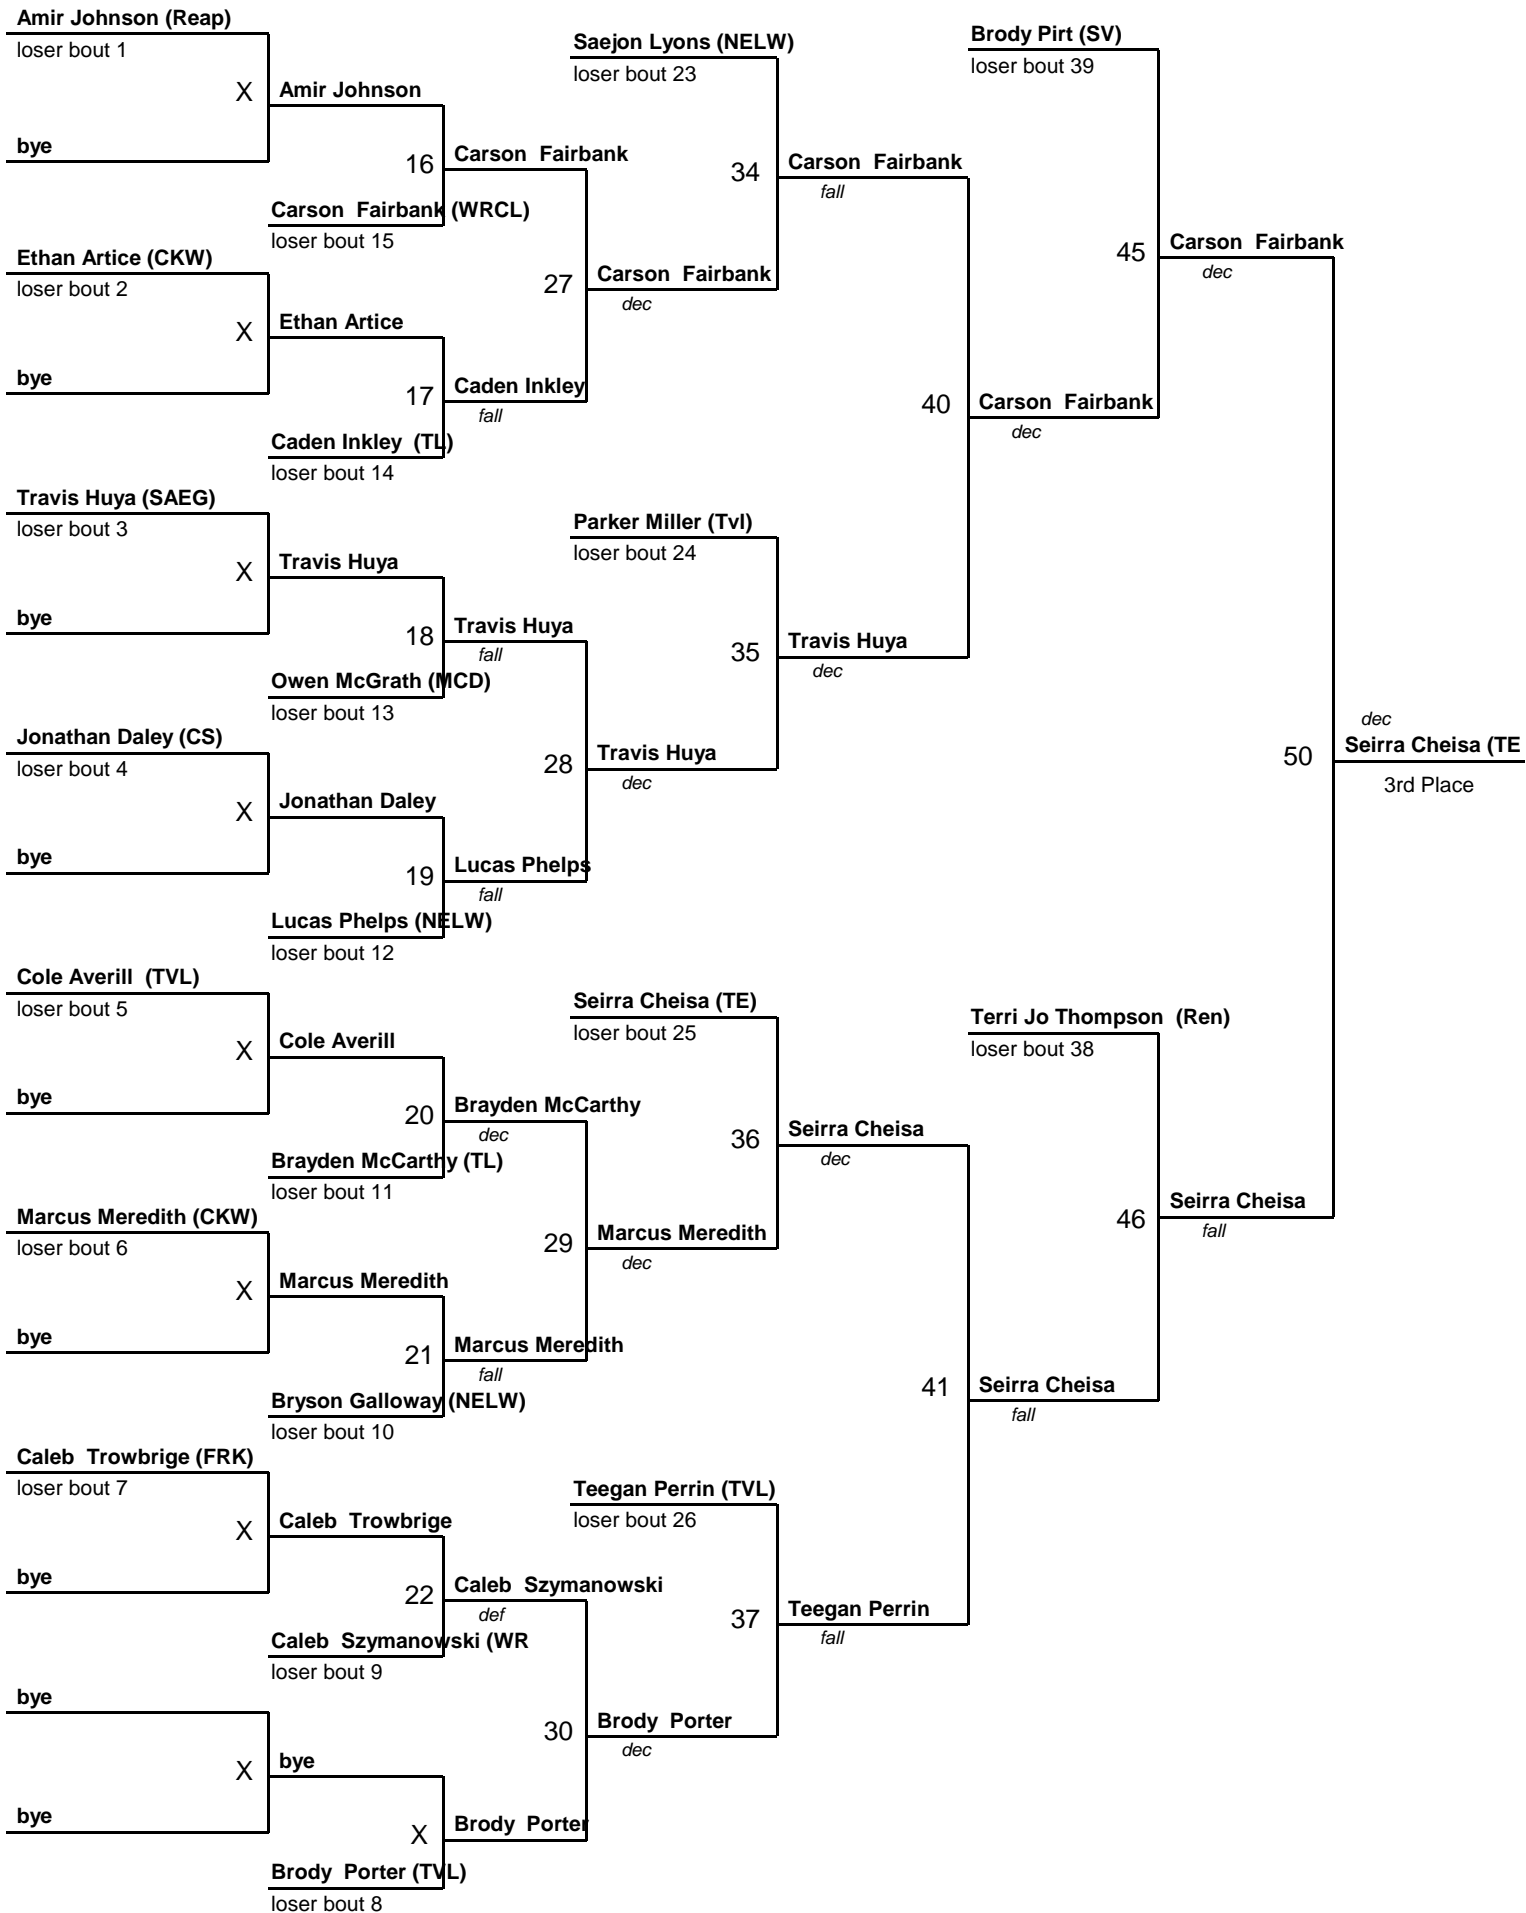 Amir Johnson (Reap)
loser bout 1
X
Amir Johnson
bye
16
Carson Fairbank
Carson Fairbank (WRCL)
loser bout 15
Ethan Artice (CKW)
loser bout 2
X
Ethan Artice
bye
17
Caden Inkley
fall
Caden Inkley (TL)
loser bout 14
27
Carson Fairbank
dec
Saejon Lyons (NELW)
loser bout 23
34
Carson Fairbank
fall
Travis Huya (SAEG)
loser bout 3
X
Travis Huya
bye
18
Travis Huya
fall
Owen McGrath (MCD)
loser bout 13
Jonathan Daley (CS)
loser bout 4
X
Jonathan Daley
bye
19
Lucas Phelps
fall
Lucas Phelps (NELW)
loser bout 12
28
Travis Huya
dec
Parker Miller (Tvl)
loser bout 24
35
Travis Huya
dec
40
Carson Fairbank
dec
Brody Pirt (SV)
loser bout 39
45
Carson Fairbank
dec
Cole Averill (TVL)
loser bout 5
X
Cole Averill
bye
20
Brayden McCarthy
dec
Brayden McCarthy (TL)
loser bout 11
Marcus Meredith (CKW)
loser bout 6
X
Marcus Meredith
bye
21
Marcus Meredith
fall
Bryson Galloway (NELW)
loser bout 10
29
Marcus Meredith
dec
Seirra Cheisa (TE)
loser bout 25
36
Seirra Cheisa
dec
Caleb Trowbrige (FRK)
loser bout 7
X
Caleb Trowbrige
bye
22
Caleb Szymanowski
def
Caleb Szymanowski (WR
loser bout 9
bye
X
bye
bye
X
Brody Porter
Brody Porter (TVL)
loser bout 8
30
Brody Porter
dec
Teegan Perrin (TVL)
loser bout 26
37
Teegan Perrin
fall
41
Seirra Cheisa
fall
Terri Jo Thompson (Ren)
loser bout 38
46
Seirra Cheisa
fall
50
dec
Seirra Cheisa (TE
3rd Place